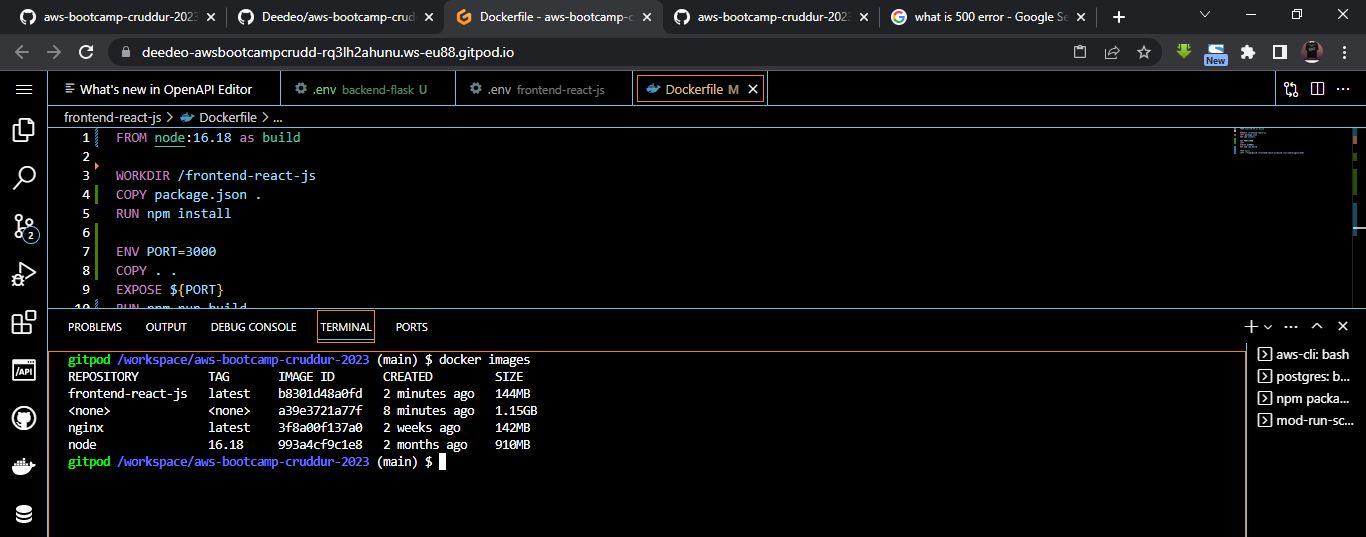 aws-bootcamp-cruddur-2023
Deedeo/aws-bootcamp-crud
Dockerfile - aws-bootcamp-c
aws-bootcamp-cruddur-2023
what is 500 error - Google Se
deedeo-awsbootcampcrudd-rq3lh2ahunu.ws-eu88.gitpod.io
New
What's new in OpenAPI Editor
.env backend-flask U
.env frontend-react-js
Dockerfile M
frontend-react-js > Dockerfile > ...
1 FROM node:16.18 as build
2
3 WORKDIR /frontend-react-js
4 COPY package.json .
5 RUN npm install
6
7 ENV PORT=3000
8 COPY . .
9 EXPOSE ${PORT}
10 RUN npm run build
2
/API
PROBLEMS OUTPUT DEBUG CONSOLE TERMINAL PORTS
gitpod /workspace/aws-bootcamp-cruddur-2023 (main) $ docker images
REPOSITORY TAG IMAGE ID CREATED SIZE
frontend-react-js latest b8301d48a0fd 2 minutes ago 144MB
<none> <none> a39e3721a77f 8 minutes ago 1.15GB
nginx latest 3f8a00f137a0 2 weeks ago 142MB
node 16.18 993a4cf9c1e8 2 months ago 910MB
gitpod /workspace/aws-bootcamp-cruddur-2023 (main) $
aws-cli: bash
postgres: b...
npm packa...
mod-run-sc...